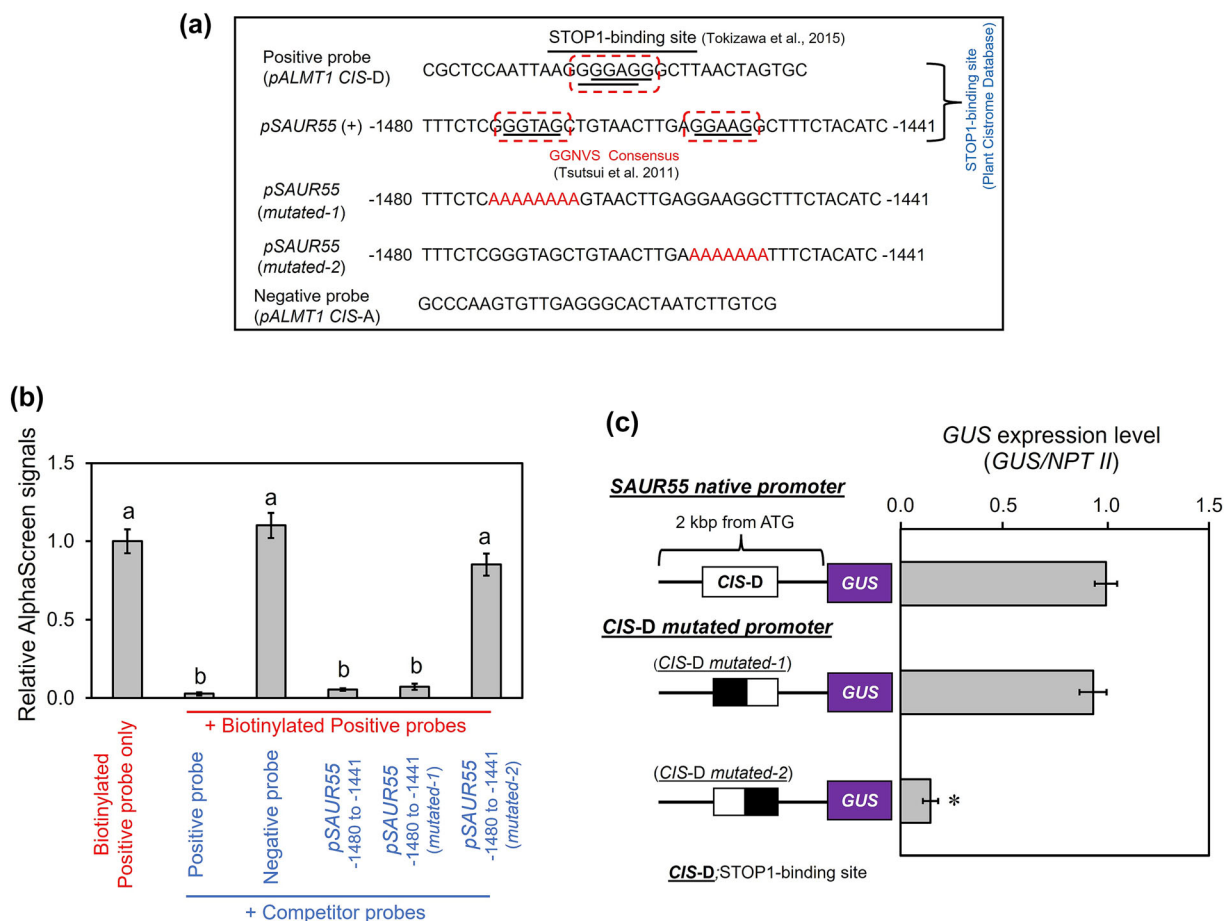 (a)
STOP1-binding site (Tokizawa et al., 2015)
Positive probe
(pALMT1 CIS-D)
CGCTCCAATTAAGGGGAGGGCTTAACTAGTGC
pSAUR55 (+) -1480 TTTCTCGGGTAGCTGTAACTTGAGGAAGGCTTTCTACATC -1441
GGNVS Consensus
(Tsutsui et al. 2011)
STOP1-binding site
(Plant Cistrome Database)
pSAUR55
(mutated-1)
-1480 TTTCTCAAAAAAAAGTAACTTGAGGAAGGCTTTCTACATC -1441
pSAUR55
(mutated-2)
-1480 TTTCTCGGGTAGCTGTAACTTGAAAAAAAATTTCTACATC -1441
Negative probe
(pALMT1 CIS-A)
GCCCAAGTGTTGAGGGCACTAATCTTGTCG
(b)
Relative AlphaScreen signals
1.5
1.0
0.5
0.0
a
b
a
b
b
a
+ Biotinylated Positive probes
Biotinylated
Positive probe only
Positive probe
Negative probe
pSAUR55
-1480 to -1441
pSAUR55
-1480 to -1441
(mutated-1)
pSAUR55
-1480 to -1441
(mutated-2)
+ Competitor probes
(c)
GUS expression level
(GUS/NPT II)
0.0 0.5 1.0 1.5
SAUR55 native promoter
2 kbp from ATG
CIS-D
GUS
CIS-D mutated promoter
(CIS-D mutated-1)
GUS
(CIS-D mutated-2)
GUS
*
CIS-D;STOP1-binding site